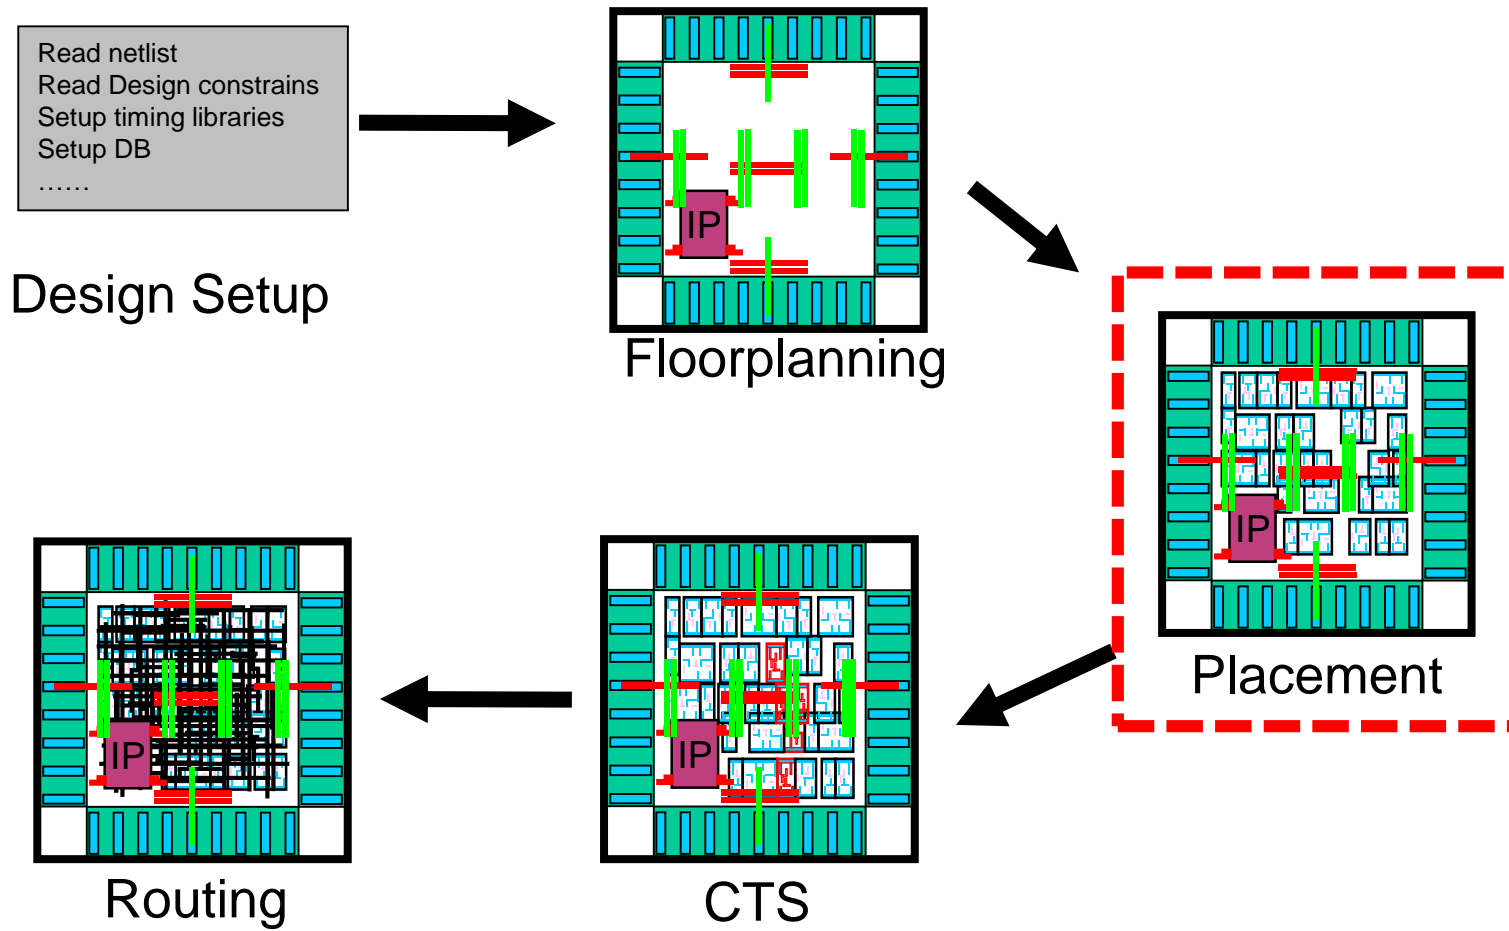 Read netlist
Read Design constrains
Setup timing libraries
Setup DB
……
Design Setup
IP
Floorplanning
IP
Placement
IP
CTS
IP
Routing